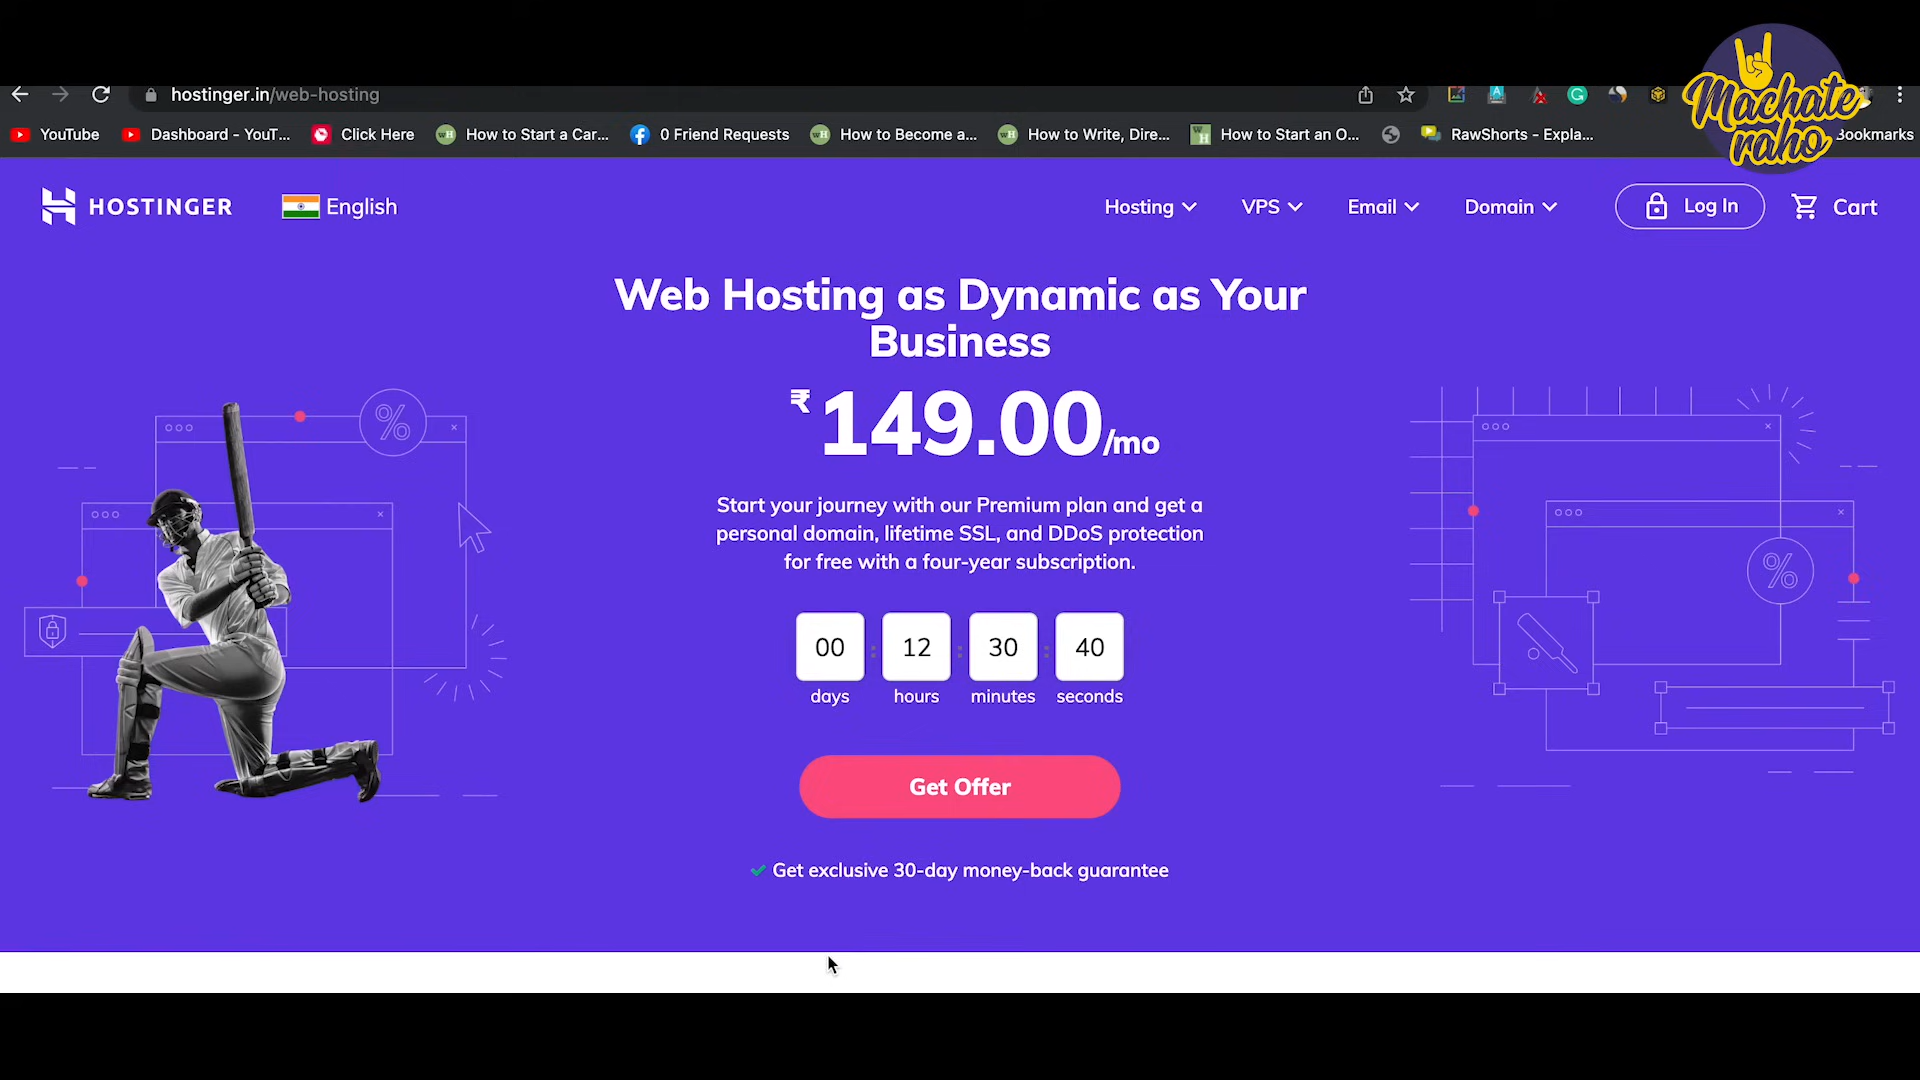 Machate
raho
hostinger.in/web-hosting
YouTube
Dashboard - YouT...
Click Here
How to Start a Car...
0 Friend Requests
How to Become a...
How to Write, Dire...
How to Start an O...
RawShorts - Expla...
Bookmarks
HOSTINGER
English
Hosting
VPS
Email
Domain
Log In
Cart
Web Hosting as Dynamic as Your
Business
₹149.00/mo
Start your journey with our Premium plan and get a
personal domain, lifetime SSL, and DDoS protection
for free with a four-year subscription.
00 : 12 : 30 : 40
days hours minutes seconds
Get Offer
Get exclusive 30-day money-back guarantee